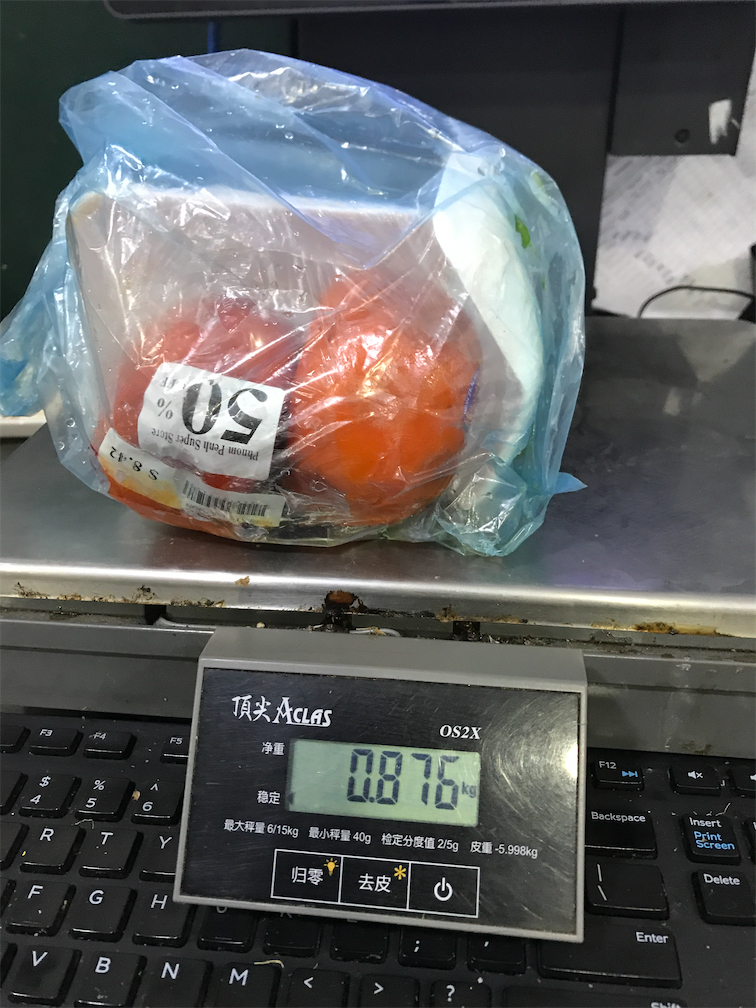 50
%
Phnom Penh Super Store
$ 8.42
頂尖 ACLAS
OS2X
净重
0.876 kg
稳定
最大秤量 6/15kg 最小秤量 40g 检定分度值 2/5g 皮重 -5.998kg
归零 去皮
F3 F4 F5
F12
$ % ^
4 5 6
Backspace
Insert
Print
Screen
R T Y
Delete
F G H
Enter
V B N M < > ?
Shift